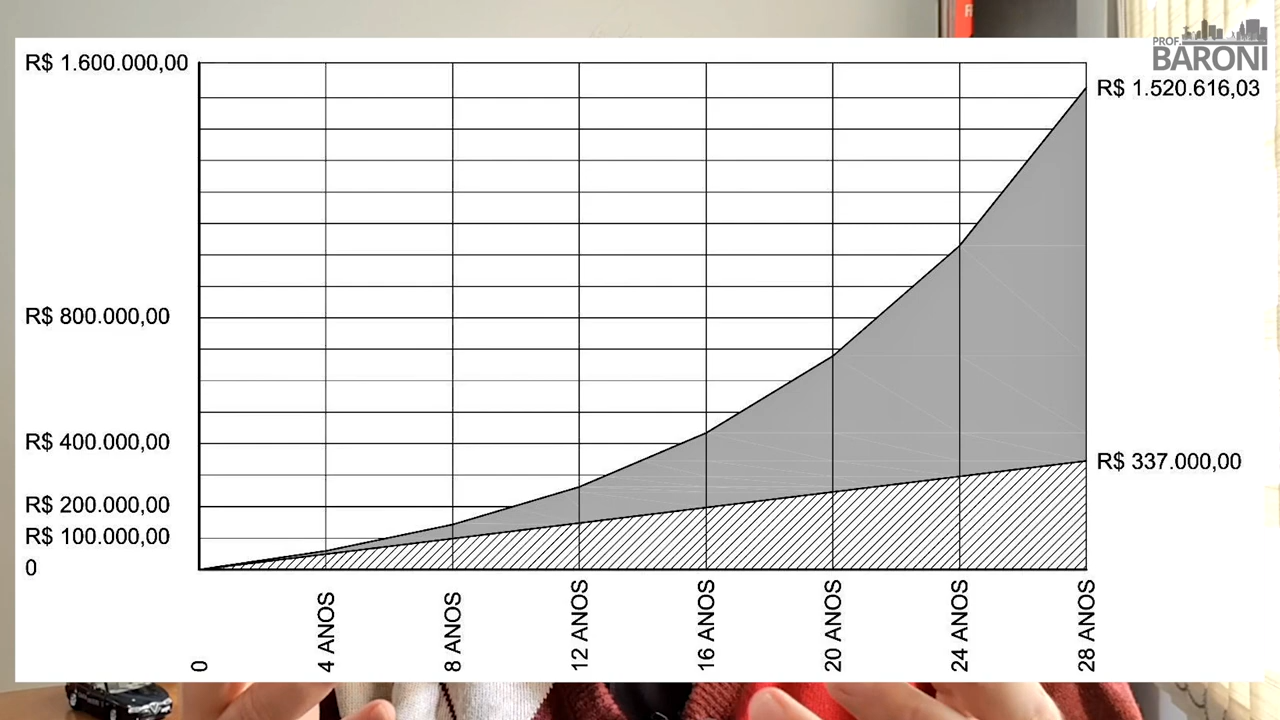 PROF.
BARONI
R$ 1.600.000,00
R$ 1.520.616,03
R$ 800.000,00
R$ 400.000,00
R$ 337.000,00
R$ 200.000,00
R$ 100.000,00
0
0
4 ANOS
8 ANOS
12 ANOS
16 ANOS
20 ANOS
24 ANOS
28 ANOS